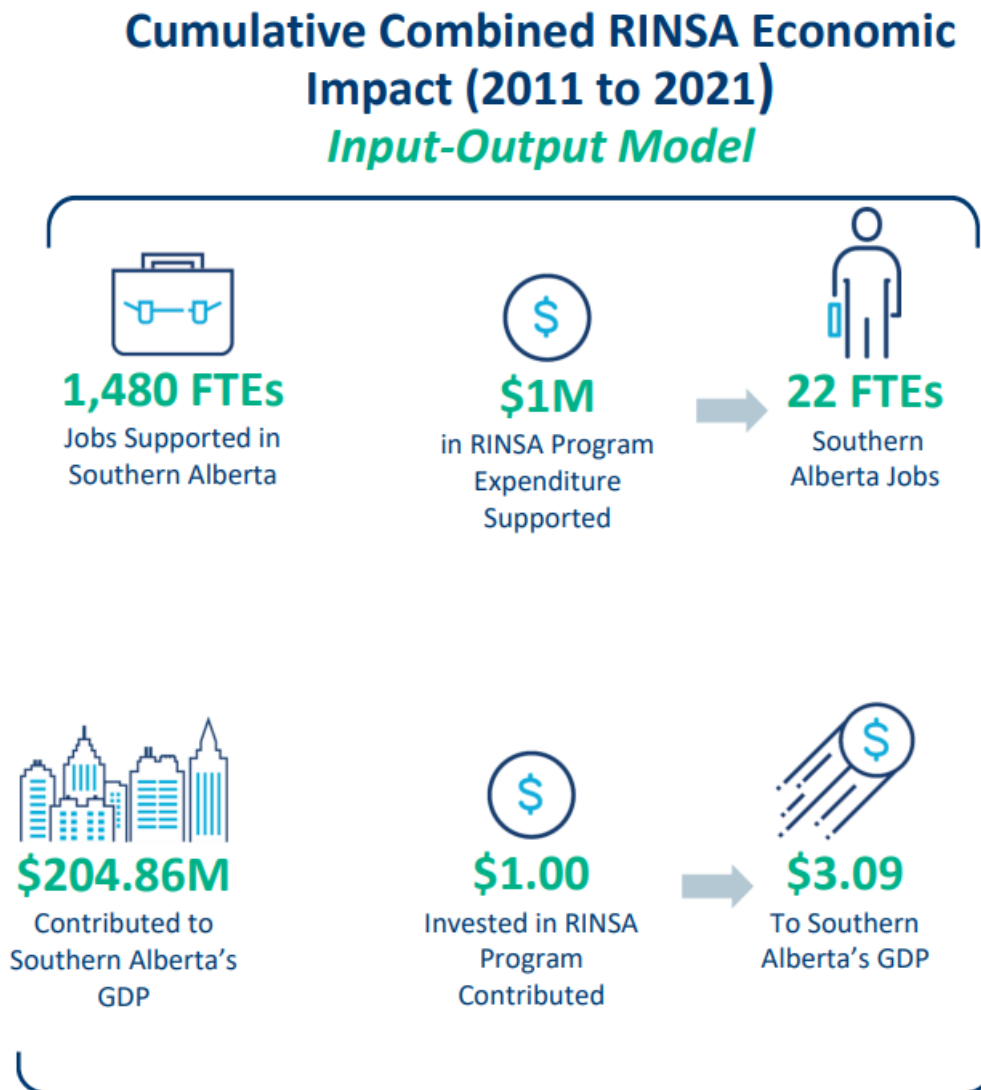 Cumulative Combined RINSA Economic
Impact (2011 to 2021)
Input-Output Model
1,480 FTEs
Jobs Supported in
Southern Alberta
$
$1M
in RINSA Program
Expenditure
Supported
22 FTEs
Southern
Alberta Jobs
$204.86M
Contributed to
Southern Alberta's
GDP
$
$1.00
Invested in RINSA
Program
Contributed
$
$3.09
To Southern
Alberta's GDP